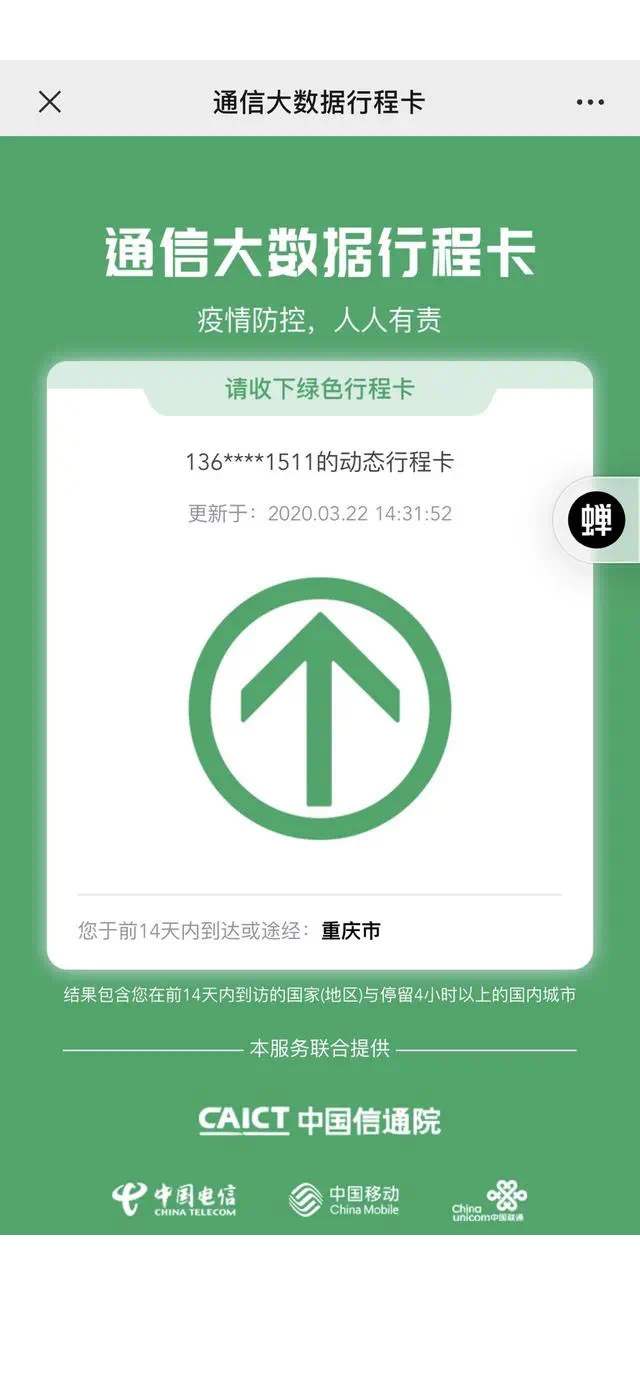 通信大数据行程卡
通信大数据行程卡
疫情防控，人人有责
请收下绿色行程卡
136****1511的动态行程卡
更新于：2020.03.22 14:31:52
蝉
您于前14天内到达或途经：重庆市
结果包含您在前14天内到访的国家(地区)与停留4小时以上的国内城市
本服务联合提供
CAICT 中国信通院
中国电信
CHINA TELECOM
中国移动
China Mobile
China
unicom中国联通